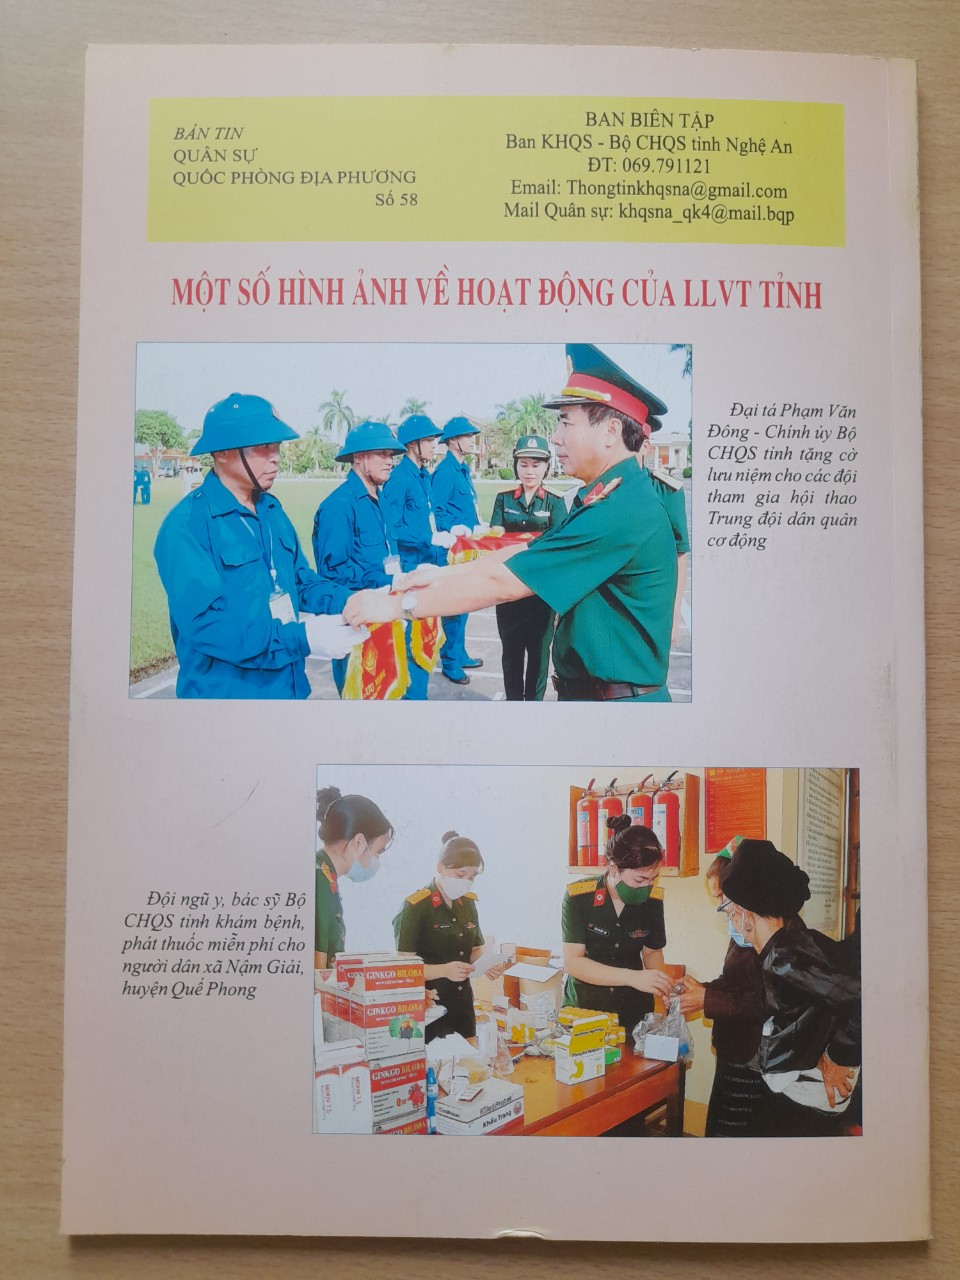 BẢN TIN
QUÂN SỰ
QUỐC PHÒNG ĐỊA PHƯƠNG
Số 58
BAN BIÊN TẬP
Ban KHQS - Bộ CHQS tỉnh Nghệ An
ĐT: 069.791121
Email: Thongtinkhqsna@gmail.com
Mail Quân sự: khqsna_qk4@mail.bqp
MỘT SỐ HÌNH ẢNH VỀ HOẠT ĐỘNG CỦA LLVT TỈNH
Đại tá Phạm Văn
Đông - Chính ủy Bộ
CHQS tỉnh tặng cờ
lưu niệm cho các đội
tham gia hội thao
Trung đội dân quân
cơ động
Đội ngũ y, bác sỹ Bộ
CHQS tỉnh khám bệnh,
phát thuốc miễn phí cho
người dân xã Nậm Giải,
huyện Quế Phong
GINKGO BILOBA
GINKGO BILOBA
GINKGO BILOBA
GINKGO BILOBA
Khẩu Trang